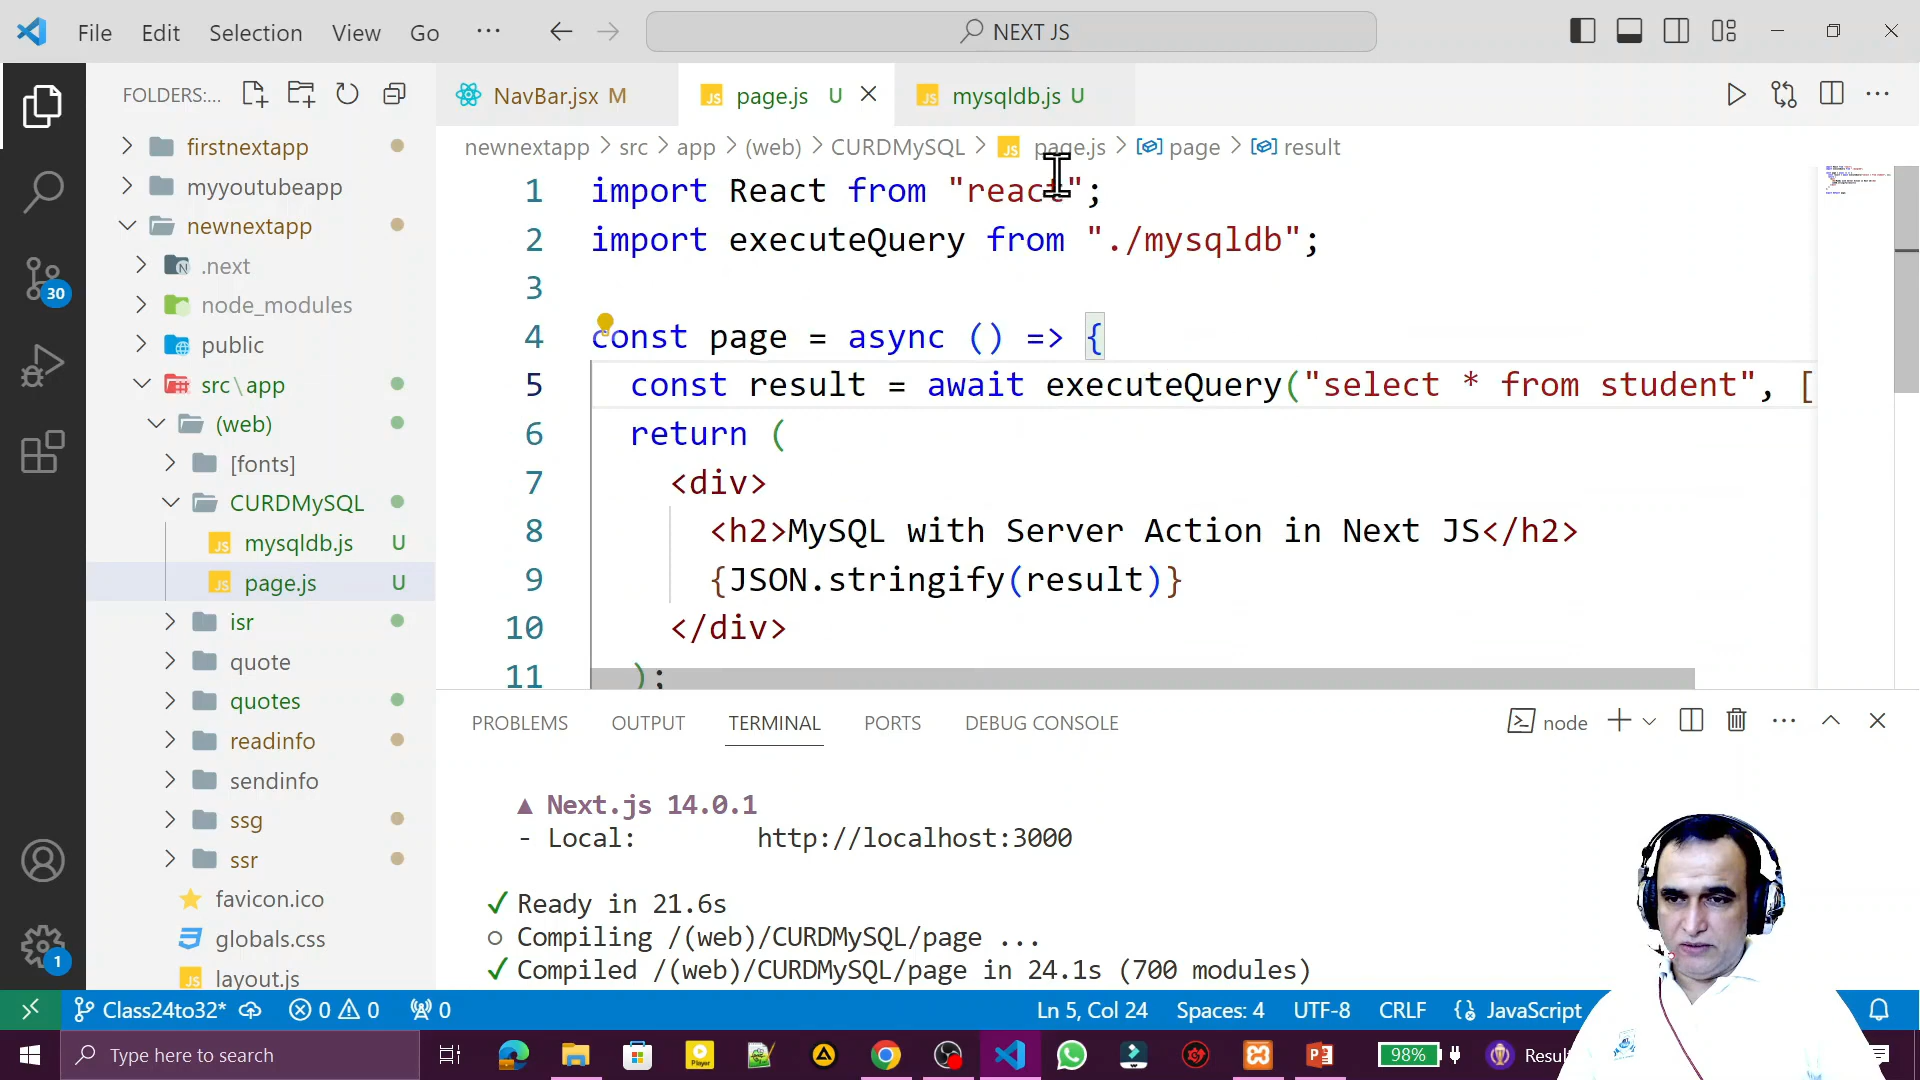 File Edit Selection View Go ··· NEXT JS
FOLDERS:...
NavBar.jsx M
page.js U
mysqldb.js U
newnextapp > src > app > (web) > CURDMySQL > page.js > page > result
firstnextapp
myyoutubeapp
newnextapp
.next
node_modules
public
src\app
(web)
[fonts]
CURDMySQL
mysqldb.js U
page.js U
isr
quote
quotes
readinfo
sendinfo
ssg
ssr
favicon.ico
globals.css
layout.js
30
1
1 import React from "react";
2 import executeQuery from "./mysqldb";
3
4 const page = async () => {
5 const result = await executeQuery("select * from student", [
6 return (
7 <div>
8 <h2>MySQL with Server Action in Next JS</h2>
9 {JSON.stringify(result)}
10 </div>
11 );
PROBLEMS OUTPUT TERMINAL PORTS DEBUG CONSOLE
node
▲ Next.js 14.0.1
- Local: http://localhost:3000
✓ Ready in 21.6s
○ Compiling /(web)/CURDMySQL/page ...
✓ Compiled /(web)/CURDMySQL/page in 24.1s (700 modules)
Class24to32* 0 0 0
Ln 5, Col 24 Spaces: 4 UTF-8 CRLF {} JavaScript
Type here to search
98%